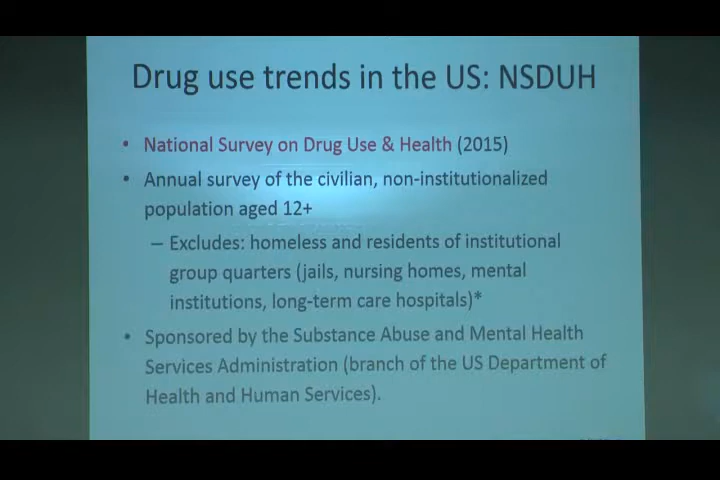 Drug use trends in the US: NSDUH
• National Survey on Drug Use & Health (2015)
• Annual survey of the civilian, non-institutionalized
population aged 12+
– Excludes: homeless and residents of institutional
group quarters (jails, nursing homes, mental
institutions, long-term care hospitals)*
• Sponsored by the Substance Abuse and Mental Health
Services Administration (branch of the US Department of
Health and Human Services).